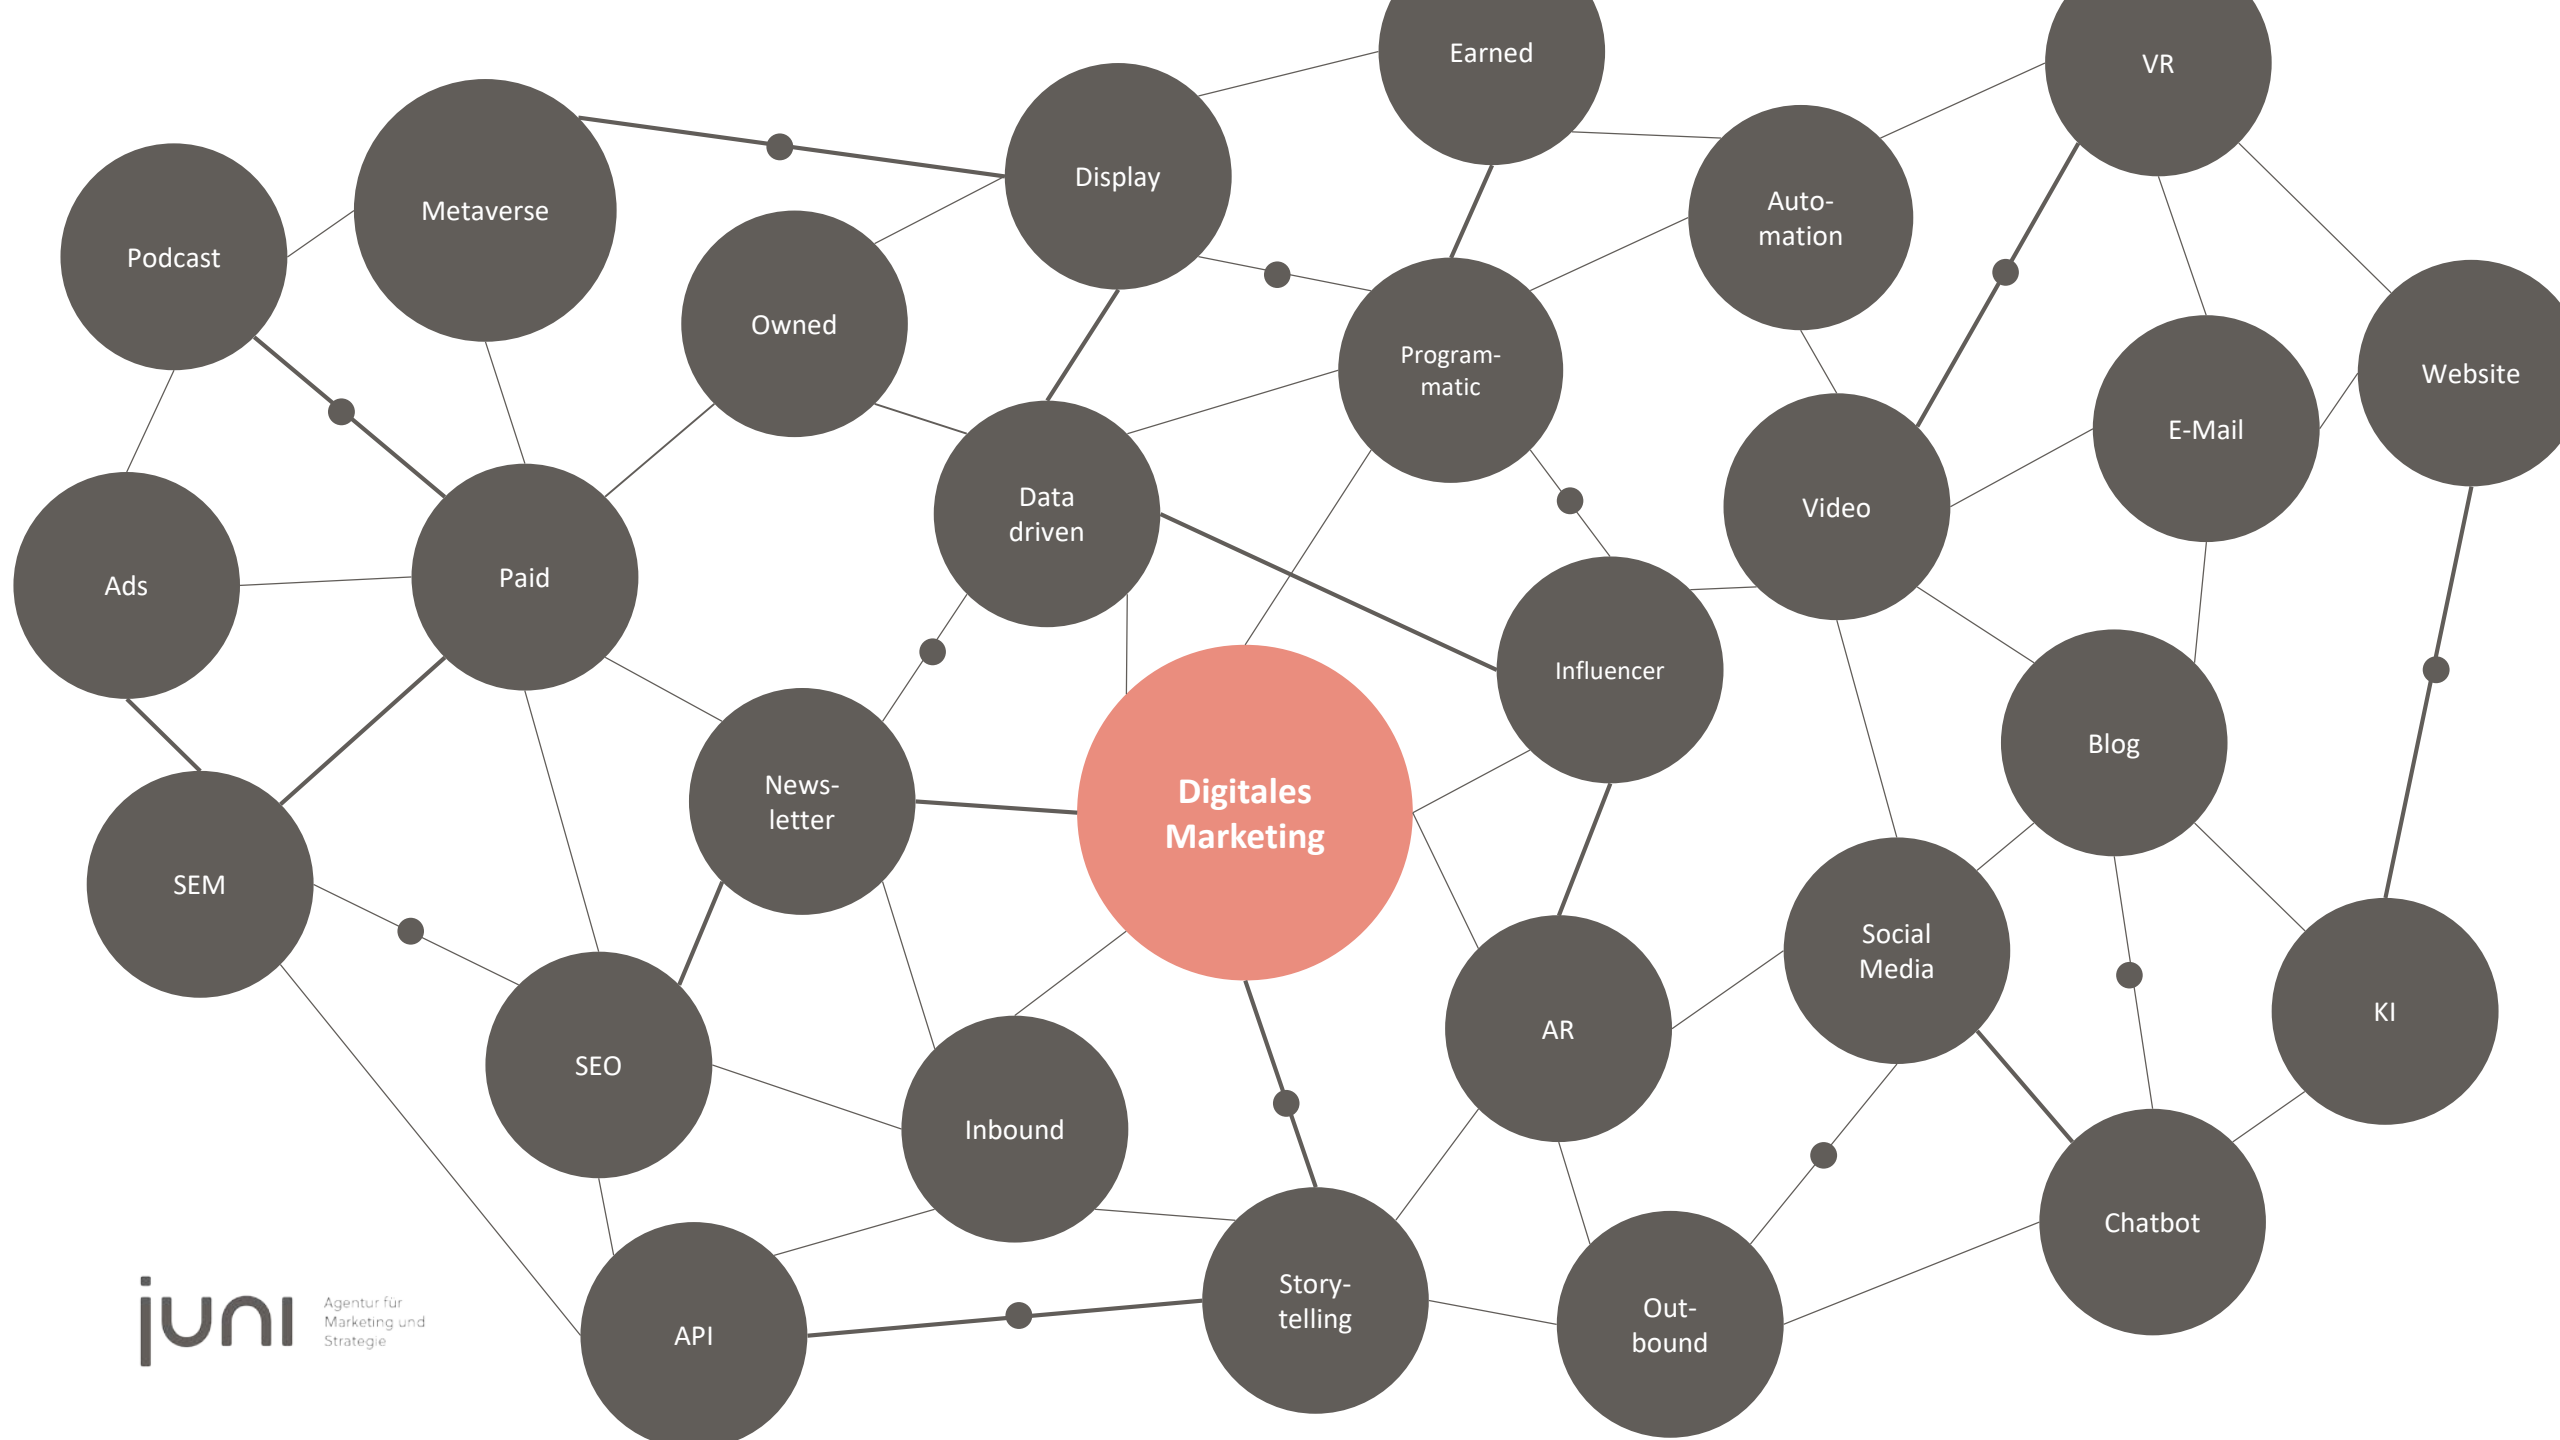 Earned
VR
Display
Auto-
mation
Metaverse
Podcast
Owned
Program-
matic
Website
E-Mail
Data
driven
Video
Ads
Paid
Influencer
Blog
News-
letter
Digitales
Marketing
SEM
Social
Media
KI
AR
SEO
Inbound
Chatbot
Story-
telling
Out-
bound
API
juni
Agentur für
Marketing und
Strategie